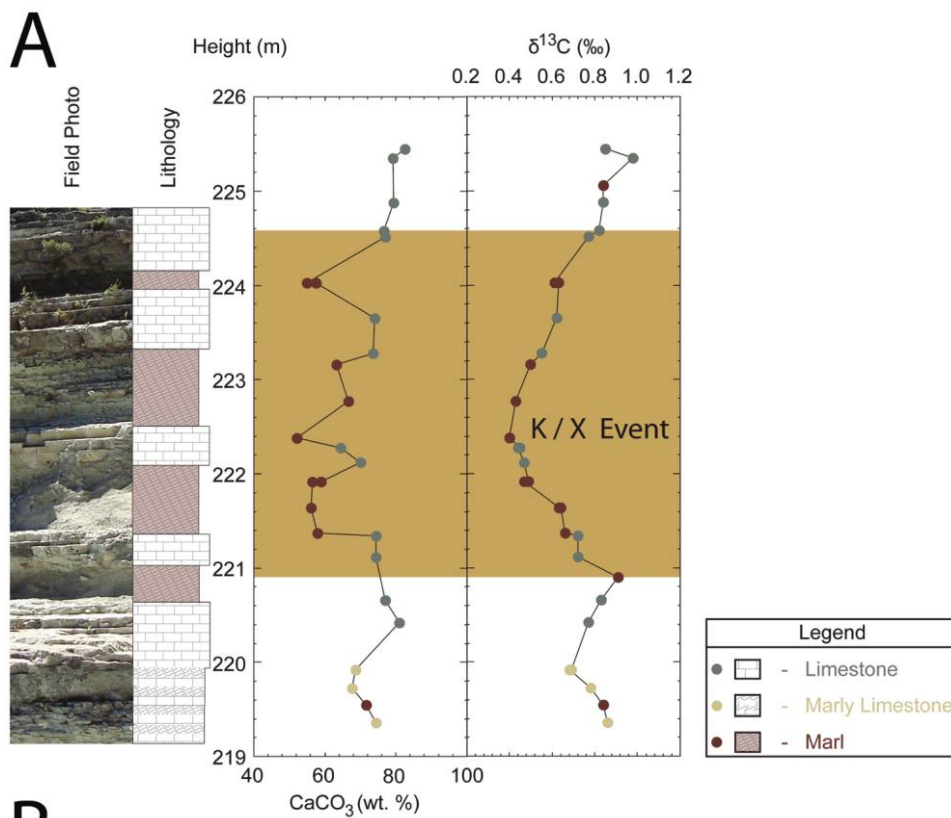 A
Height (m)
δ¹³C (‰)
0.2 0.4 0.6 0.8 1.0 1.2
Field Photo
Lithology
226
225
224
223
222
221
220
219
K / X Event
40 60 80 100
CaCO₃ (wt. %)
Legend
- Limestone
- Marly Limestone
- Marl